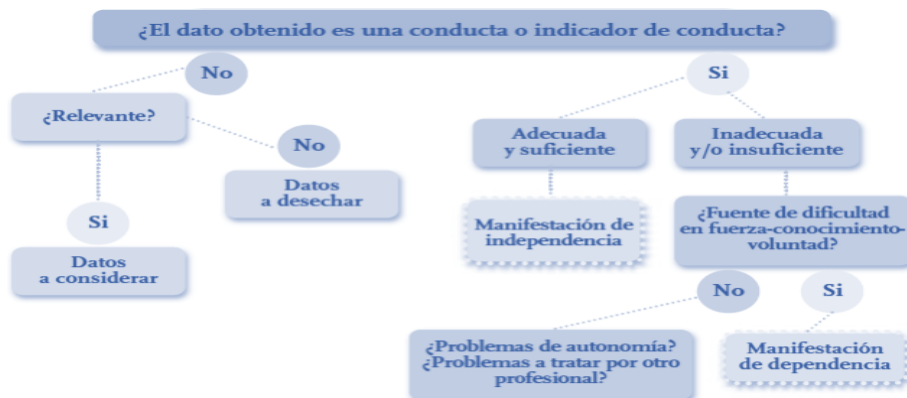 ¿El dato obtenido es una conducta o indicador de conducta?
No
Si
¿Relevante?
No
Datos
a desechar
Si
Datos
a considerar
Adecuada
y suficiente
Inadecuada
y/o insuficiente
Manifestación de
independencia
¿Fuente de dificultad
en fuerza-conocimiento-
voluntad?
No
Si
¿Problemas de autonomía?
¿Problemas a tratar por otro
profesional?
Manifestación
de dependencia